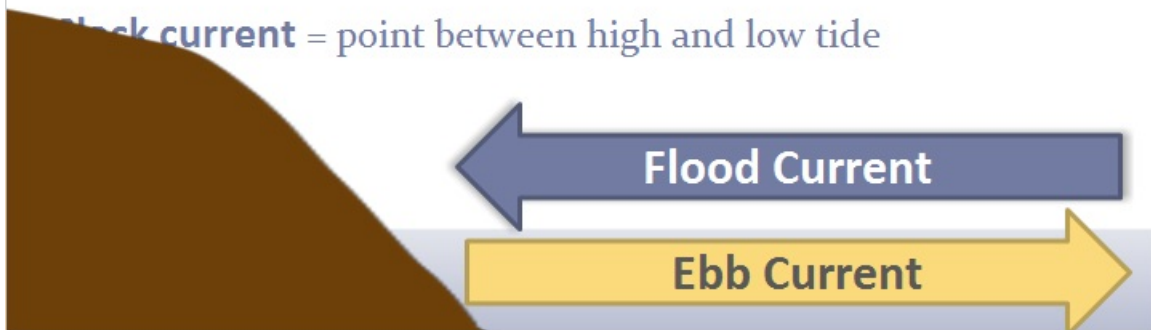 current = point between high and low tide
Flood Current
Ebb Current